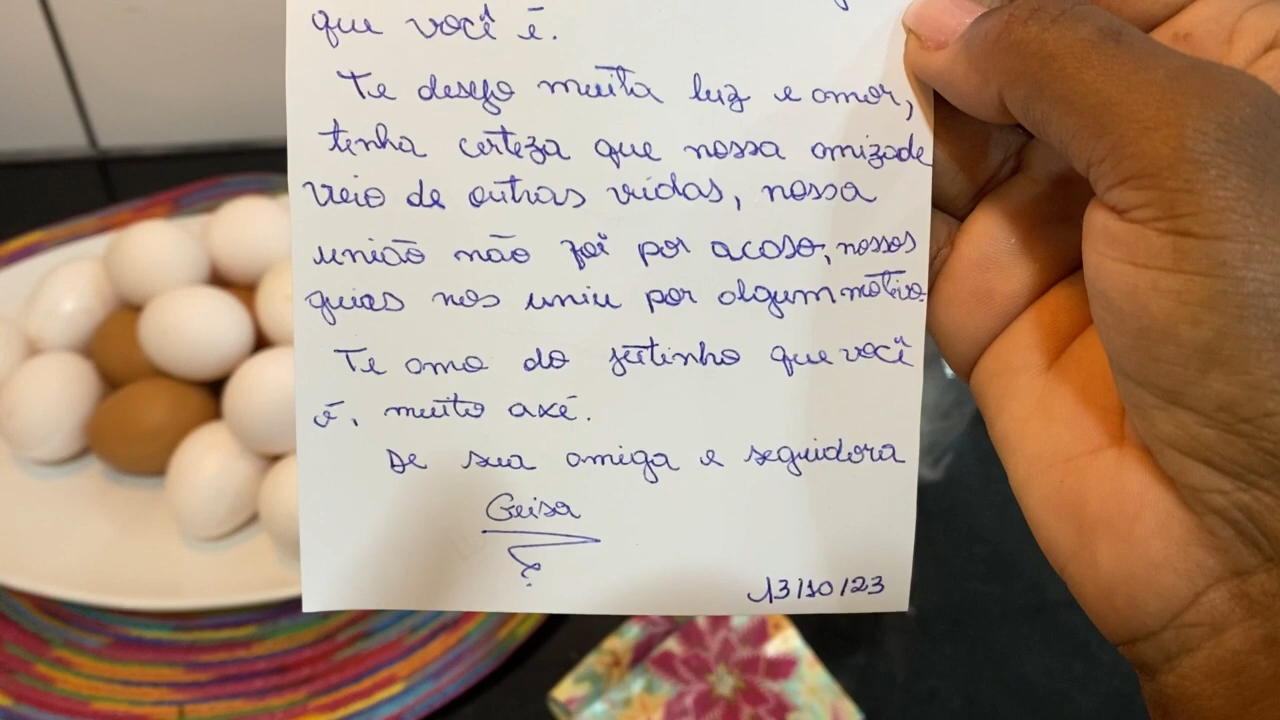 que você é.
Te desejo muita luz e amor,
tenha certeza que nossa amizade
veio de outras vidas, nossa
união não foi por acaso, nossos
guias nos uniu por algum motivo.
Te amo do jeitinho que você
é, muito axé.
De sua amiga e seguidora
Geisa
13/10/23